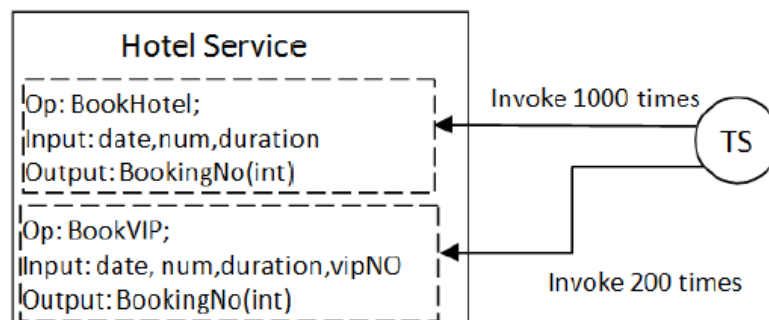 Hotel Service
Op: BookHotel;
Input: date,num,duration
Output: BookingNo(int)
Invoke 1000 times
TS
Op: BookVIP;
Input: date, num,duration,vipNO
Output: BookingNo(int)
Invoke 200 times